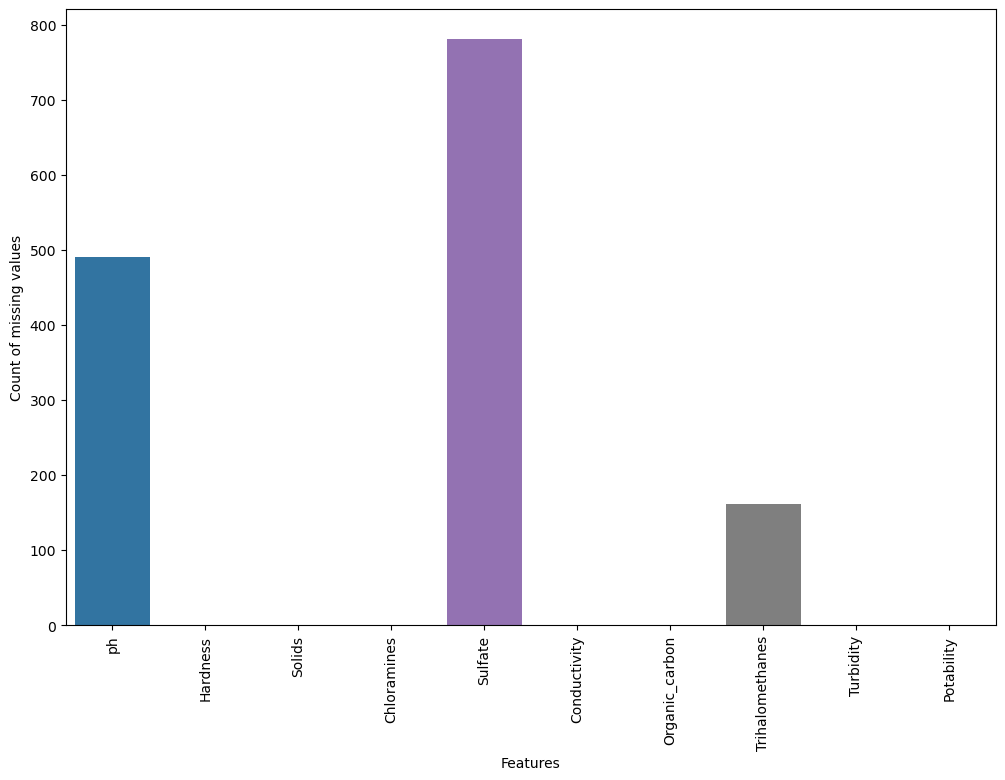 800
700
600
500
400
300
200
100
0
Count of missing values
ph
Hardness
Solids
Chloramines
Sulfate
Conductivity
Organic_carbon
Trihalomethanes
Turbidity
Potability
Features